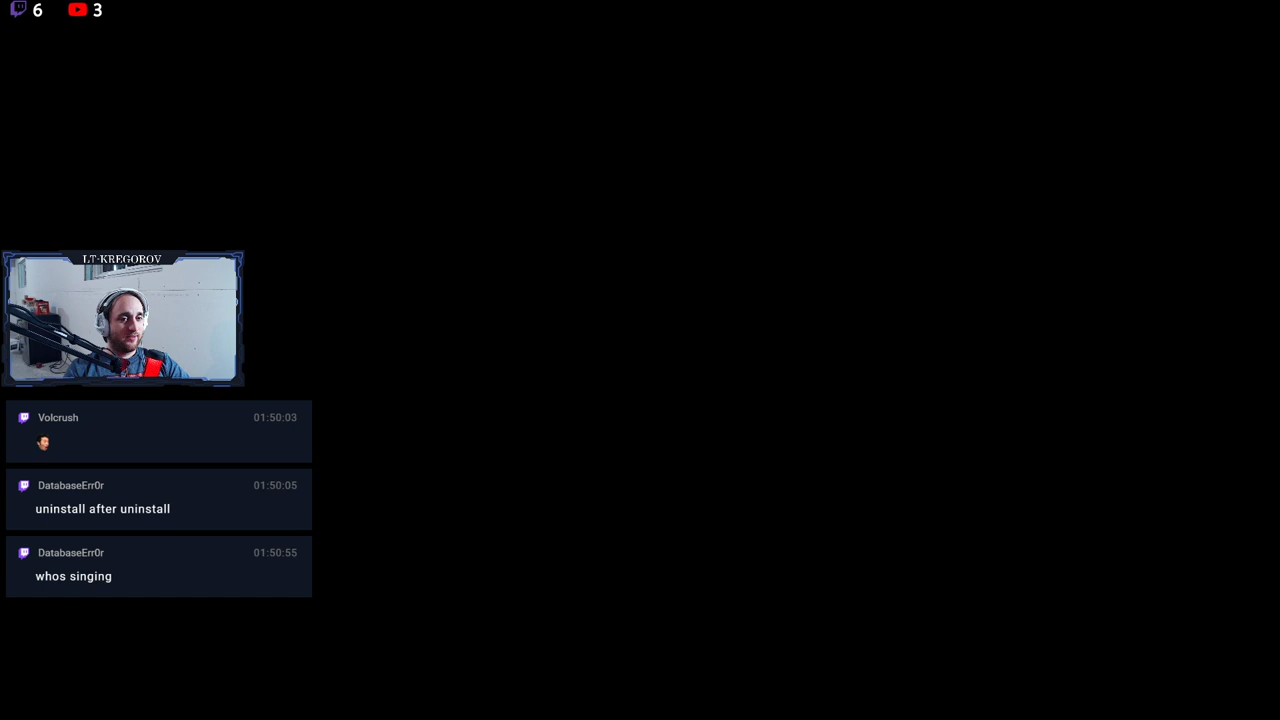 6 3
LT-KREGOROV
Volcrush 01:50:03
DatabaseErr0r 01:50:05
uninstall after uninstall
DatabaseErr0r 01:50:55
whos singing